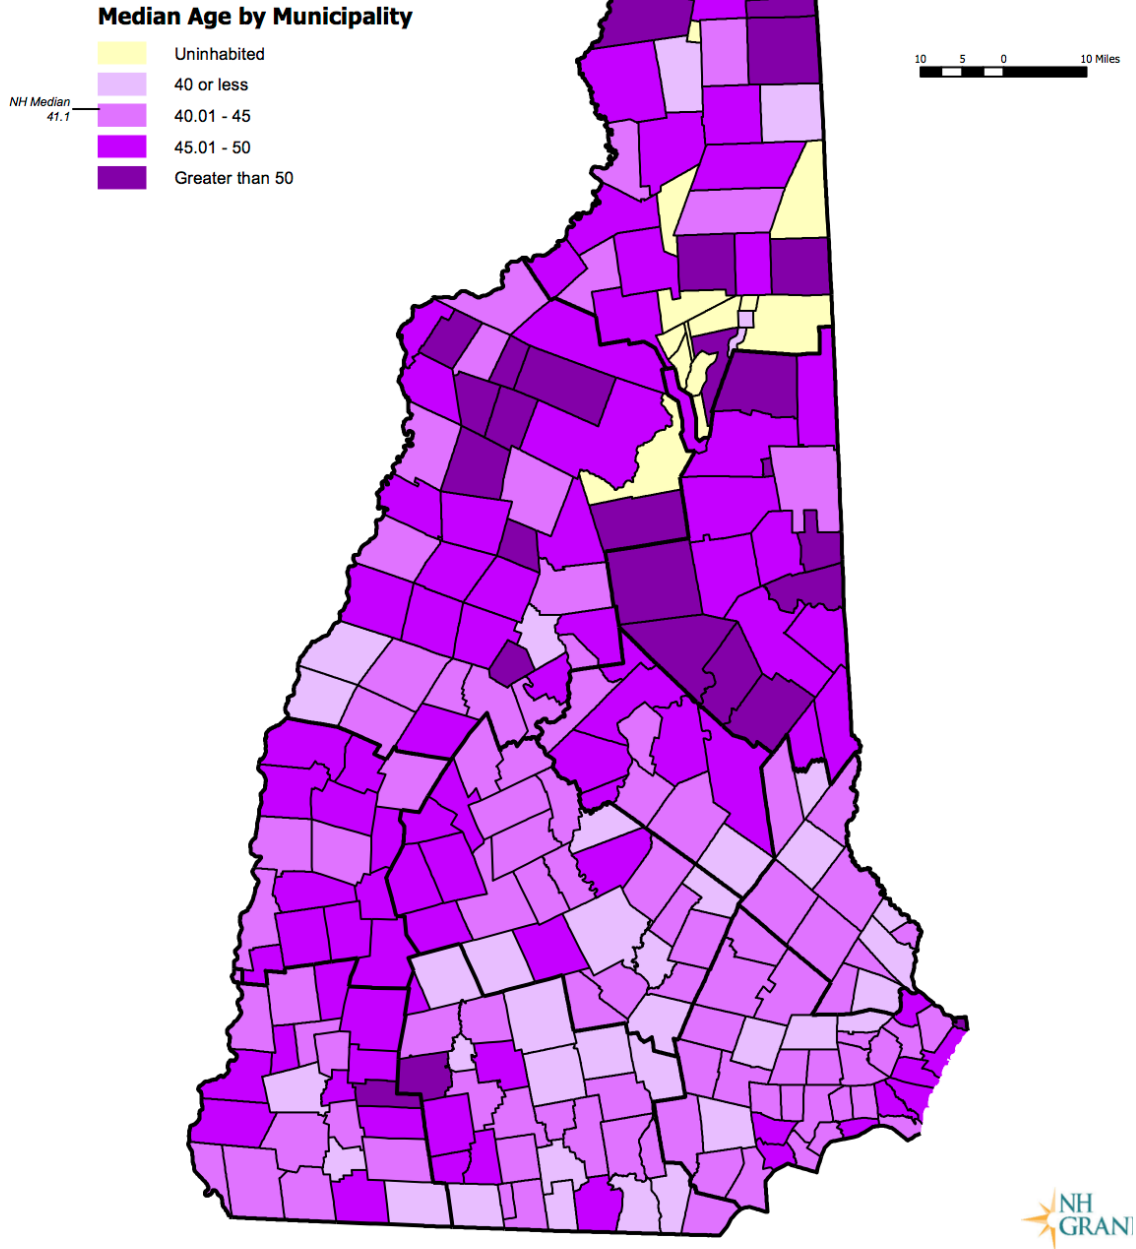 Median Age by Municipality
Uninhabited
40 or less
NH Median
41.1
40.01 - 45
45.01 - 50
Greater than 50
10 5 0 10 Miles
NH
GRAN